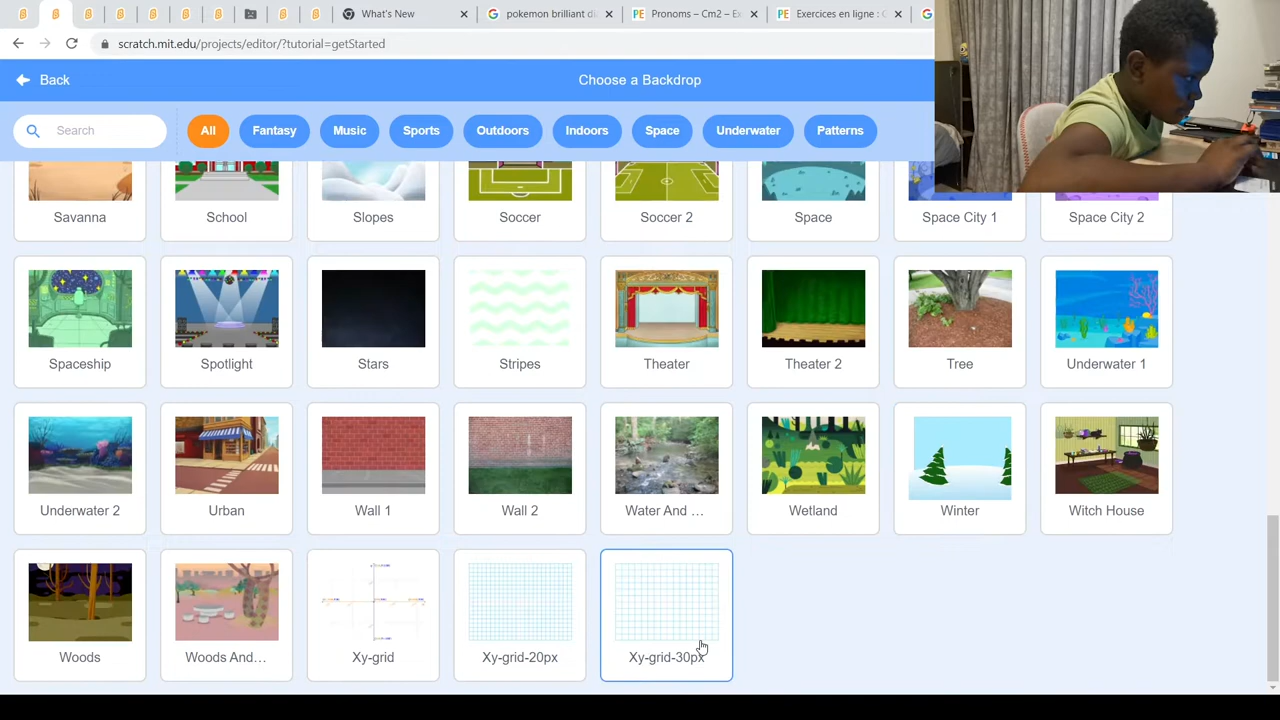 What's New
pokemon brilliant di
Pronoms – Cm2 – Ex
Exercices en ligne : C
scratch.mit.edu/projects/editor/?tutorial=getStarted
Back
Choose a Backdrop
Search
All
Fantasy
Music
Sports
Outdoors
Indoors
Space
Underwater
Patterns
Savanna
School
Slopes
Soccer
Soccer 2
Space
Space City 1
Space City 2
Spaceship
Spotlight
Stars
Stripes
Theater
Theater 2
Tree
Underwater 1
Underwater 2
Urban
Wall 1
Wall 2
Water And ...
Wetland
Winter
Witch House
Woods
Woods And...
Xy-grid
Xy-grid-20px
Xy-grid-30px